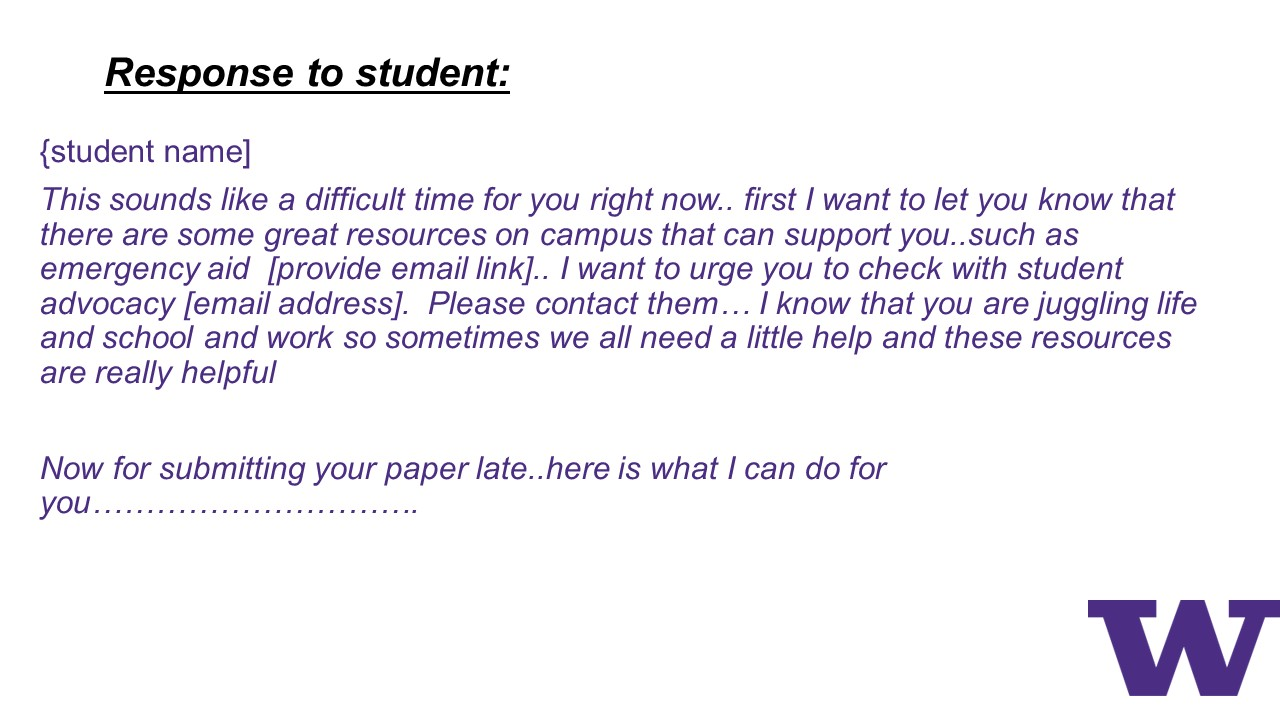 Response to student:
{student name]
This sounds like a difficult time for you right now.. first I want to let you know that
there are some great resources on campus that can support you..such as
emergency aid  [provide email link].. I want to urge you to check with student
advocacy [email address].  Please contact them… I know that you are juggling life
and school and work so sometimes we all need a little help and these resources
are really helpful
Now for submitting your paper late..here is what I can do for
you…………………………..
W